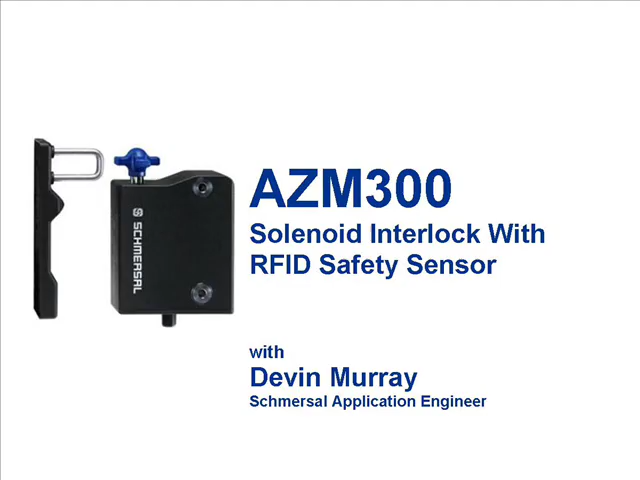 AZM300
Solenoid Interlock With
RFID Safety Sensor
SCHMERSAL
with
Devin Murray
Schmersal Application Engineer